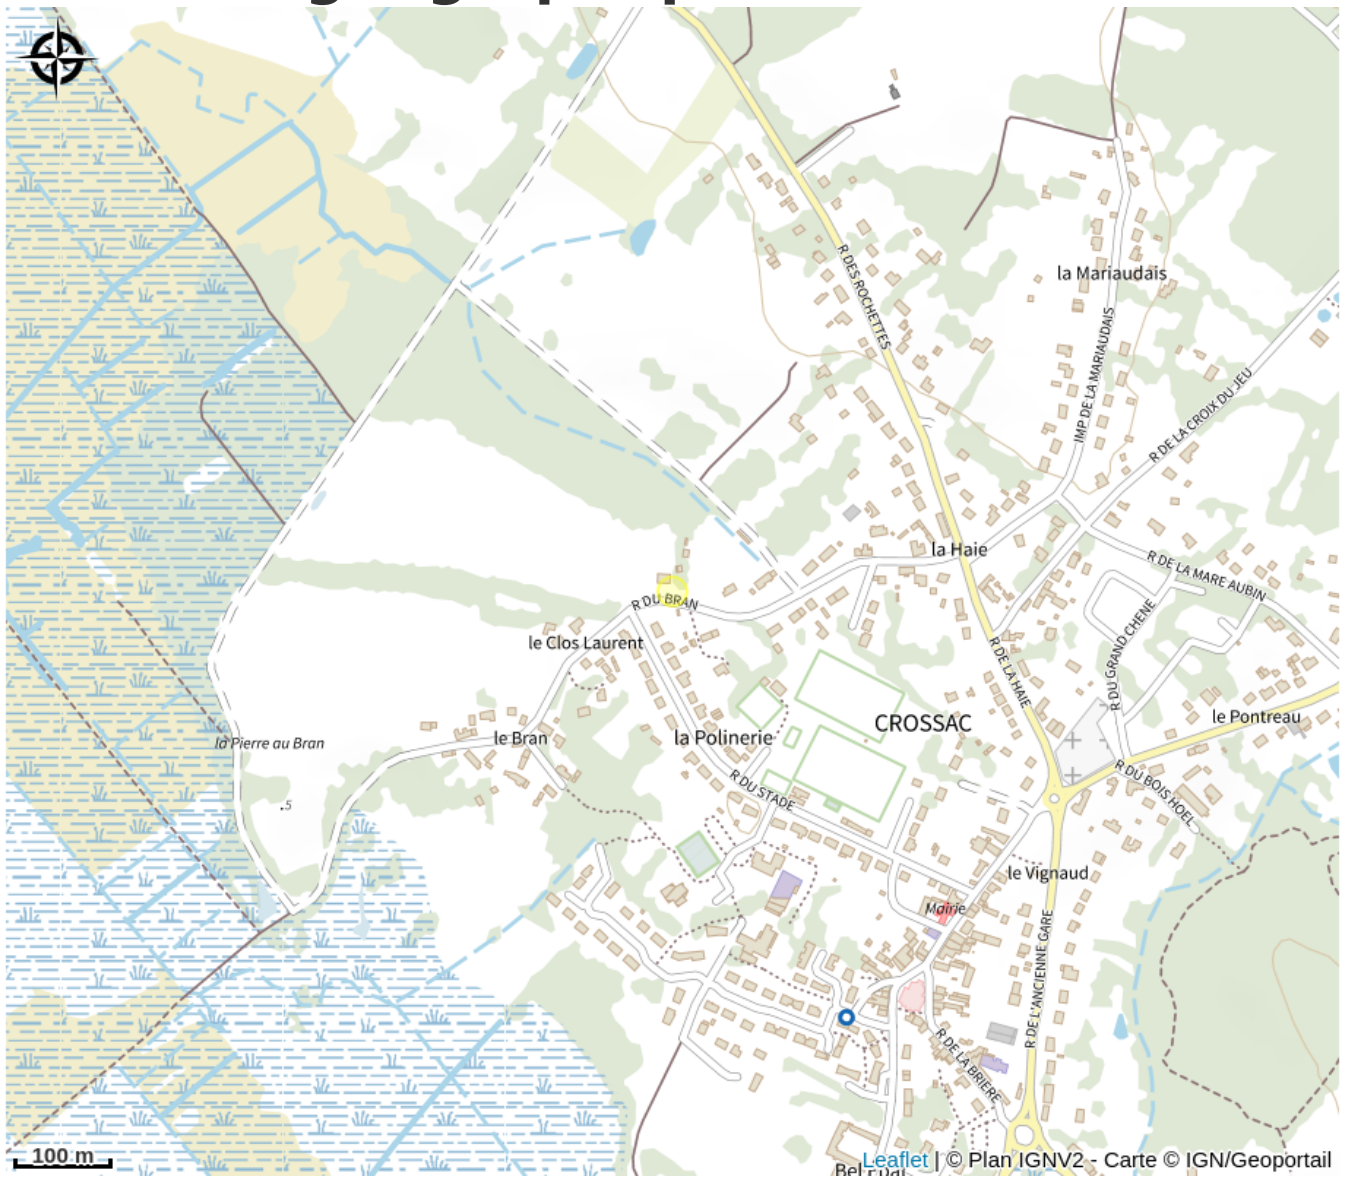 la Mariaudais
R DES ROCHETTES
IMP DE LA MARIAUDAIS
R DE LA CROIX DU JEU
la Haie
R DE LA MARE AUBIN
R DU BRAN
R DU GRAND CHENE
le Clos Laurent
R DE LA HAIE
CROSSAC
le Pontreau
la Pierre au Bran
le Bran
la Polinerie
R DU STADE
R DU BOIS HOEL
.5
le Vignaud
Mairie
R DE L'ANCIENNE GARE
R DE LA BRIERE
100 m
Leaflet | © Plan IGNV2 - Carte © IGN/Geoportail